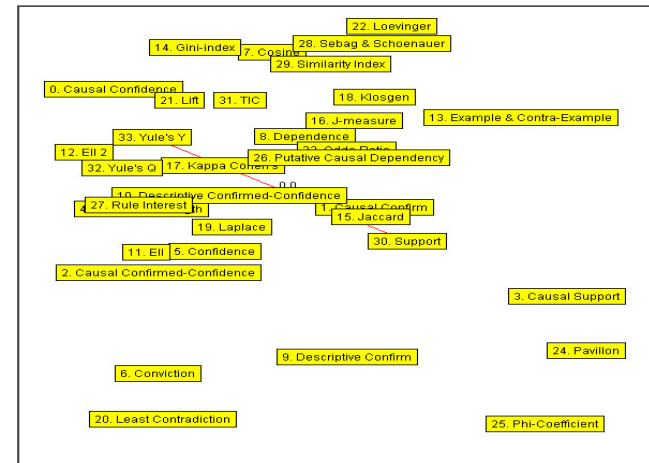 22. Loevinger
14. Gini-index
7. Cosine
28. Sebag & Schoenauer
29. Similarity Index
0. Causal Confidence
21. Lift
31. TIC
18. Klosgen
16. J-measure
13. Example & Contra-Example
33. Yule's Y
8. Dependence
12. EII 2
26. Putative Causal Dependency
32. Yule's Q
17. Kappa Cohen's
10. Descriptive Confirmed-Confidence
27. Rule Interest
1. Causal Confirm
15. Jaccard
19. Laplace
30. Support
11. EII
5. Confidence
2. Causal Confirmed-Confidence
3. Causal Support
24. Pavillon
9. Descriptive Confirm
6. Conviction
20. Least Contradiction
25. Phi-Coefficient